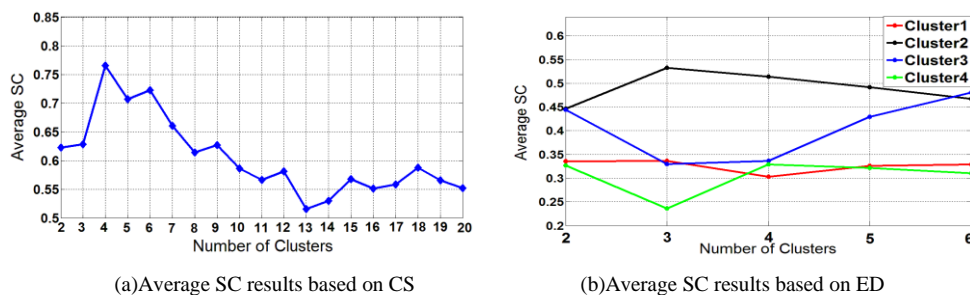 0.85
0.8
0.75
0.7
0.65
0.6
0.55
0.5
Average SC
2 3 4 5 6 7 8 9 10 11 12 13 14 15 16 17 18 19 20
Number of Clusters
(a)Average SC results based on CS
Cluster1
Cluster2
Cluster3
Cluster4
0.6
0.55
0.5
0.45
0.4
0.35
0.3
0.25
0.2
Average SC
2 3 4 5 6
Number of Clusters
(b)Average SC results based on ED